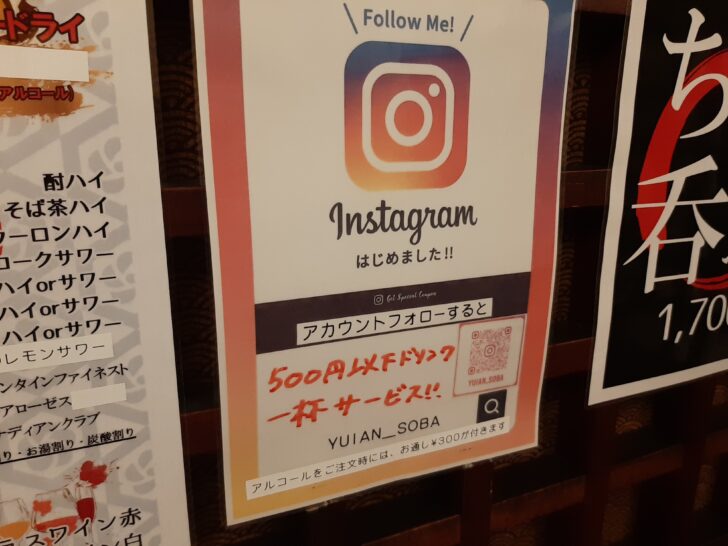 ドライ
アルコール)
酎ハイ
そば茶ハイ
ーロンハイ
ロークサワー
ハイorサワー
ハイorサワー
ハイorサワー
レモンサワー
ンタインファイネスト
アローゼス
ナディアンクラブ
り・お湯割り・炭酸割り
スワイン赤
ン白
\ Follow Me! /
Instagram
はじめました!!
Get Special Coupon
アカウントフォローすると
500円以下ドリンク
一杯サービス!!
YUIAN_SOBA
YUIAN_SOBA
アルコールをご注文時には、お通し¥300が付きます
ち
呑
1,700